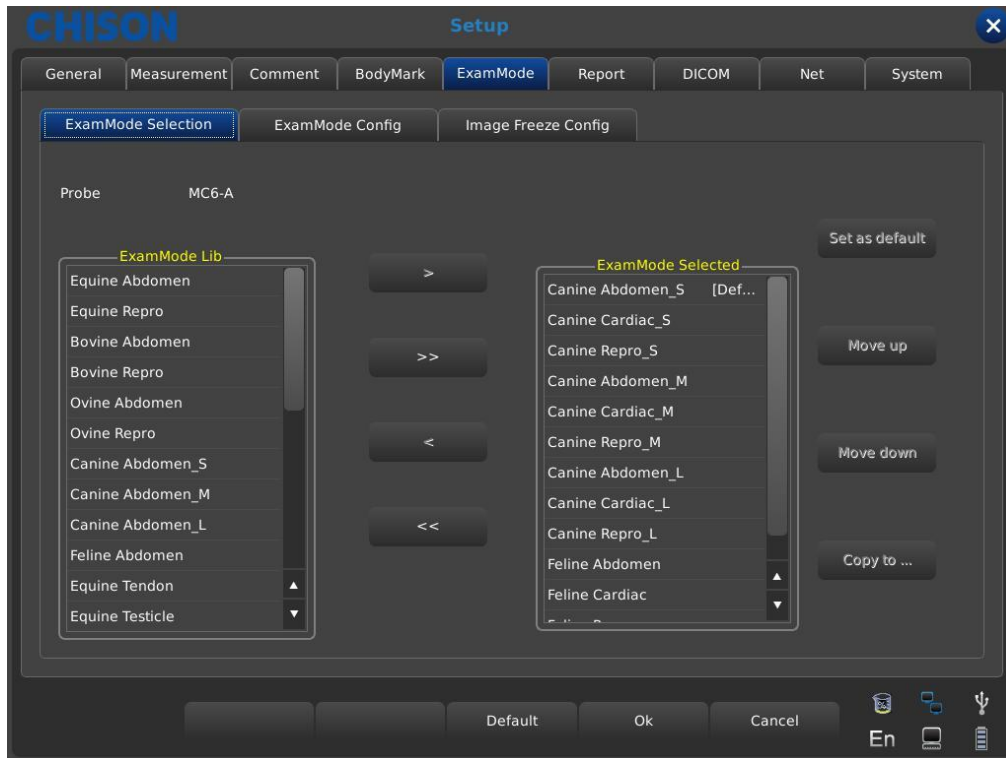 CHISON
Setup
General Measurement Comment BodyMark ExamMode Report DICOM Net System
ExamMode Selection ExamMode Config Image Freeze Config
Probe MC6-A
ExamMode Lib
Equine Abdomen
Equine Repro
Bovine Abdomen
Bovine Repro
Ovine Abdomen
Ovine Repro
Canine Abdomen_S
Canine Abdomen_M
Canine Abdomen_L
Feline Abdomen
Equine Tendon
Equine Testicle
>
>>
<
<<
ExamMode Selected
Canine Abdomen_S [Def...
Canine Cardiac_S
Canine Repro_S
Canine Abdomen_M
Canine Cardiac_M
Canine Repro_M
Canine Abdomen_L
Canine Cardiac_L
Canine Repro_L
Feline Abdomen
Feline Cardiac
Set as default
Move up
Move down
Copy to ...
Default Ok Cancel
En